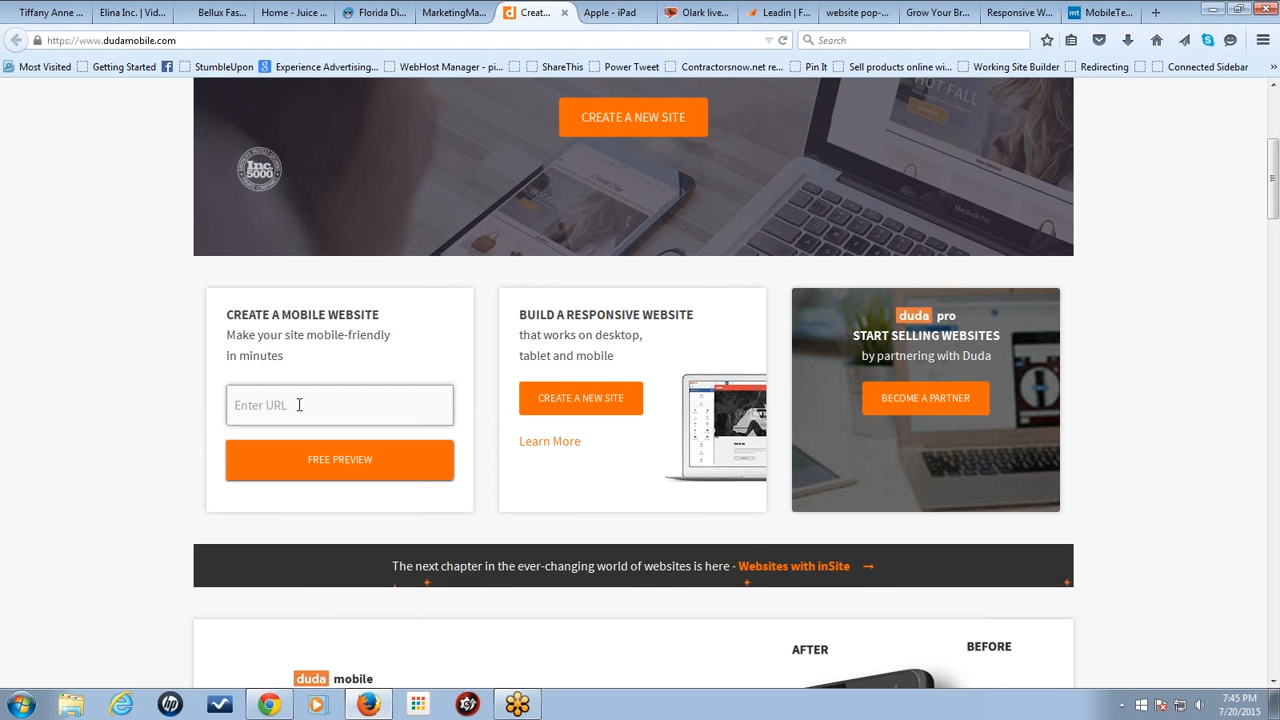 Tiffany Anne ...
Elina Inc. | Vid...
Bellux Fas...
Home - Juice ...
Florida Di...
MarketingMa...
Creat...
Apple - iPad
Olark live...
Leadin | F...
website pop-...
Grow Your Br...
Responsive W...
mt MobileTe...
https://www.dudamobile.com
Search
Most Visited
Getting Started
StumbleUpon
Experience Advertising...
WebHost Manager - pi...
ShareThis
Power Tweet
Contractorsnow.net re...
Pin It
Sell products online wi...
Working Site Builder
Redirecting
Connected Sidebar
HOT FALL
CREATE A NEW SITE
Inc.
5000
MacBook Pro
CREATE A MOBILE WEBSITE
Make your site mobile-friendly
in minutes
Enter URL
FREE PREVIEW
BUILD A RESPONSIVE WEBSITE
that works on desktop,
tablet and mobile
CREATE A NEW SITE
Learn More
duda pro
START SELLING WEBSITES
by partnering with Duda
BECOME A PARTNER
The next chapter in the ever-changing world of websites is here - Websites with inSite →
AFTER
BEFORE
duda mobile
7:45 PM
7/20/2015